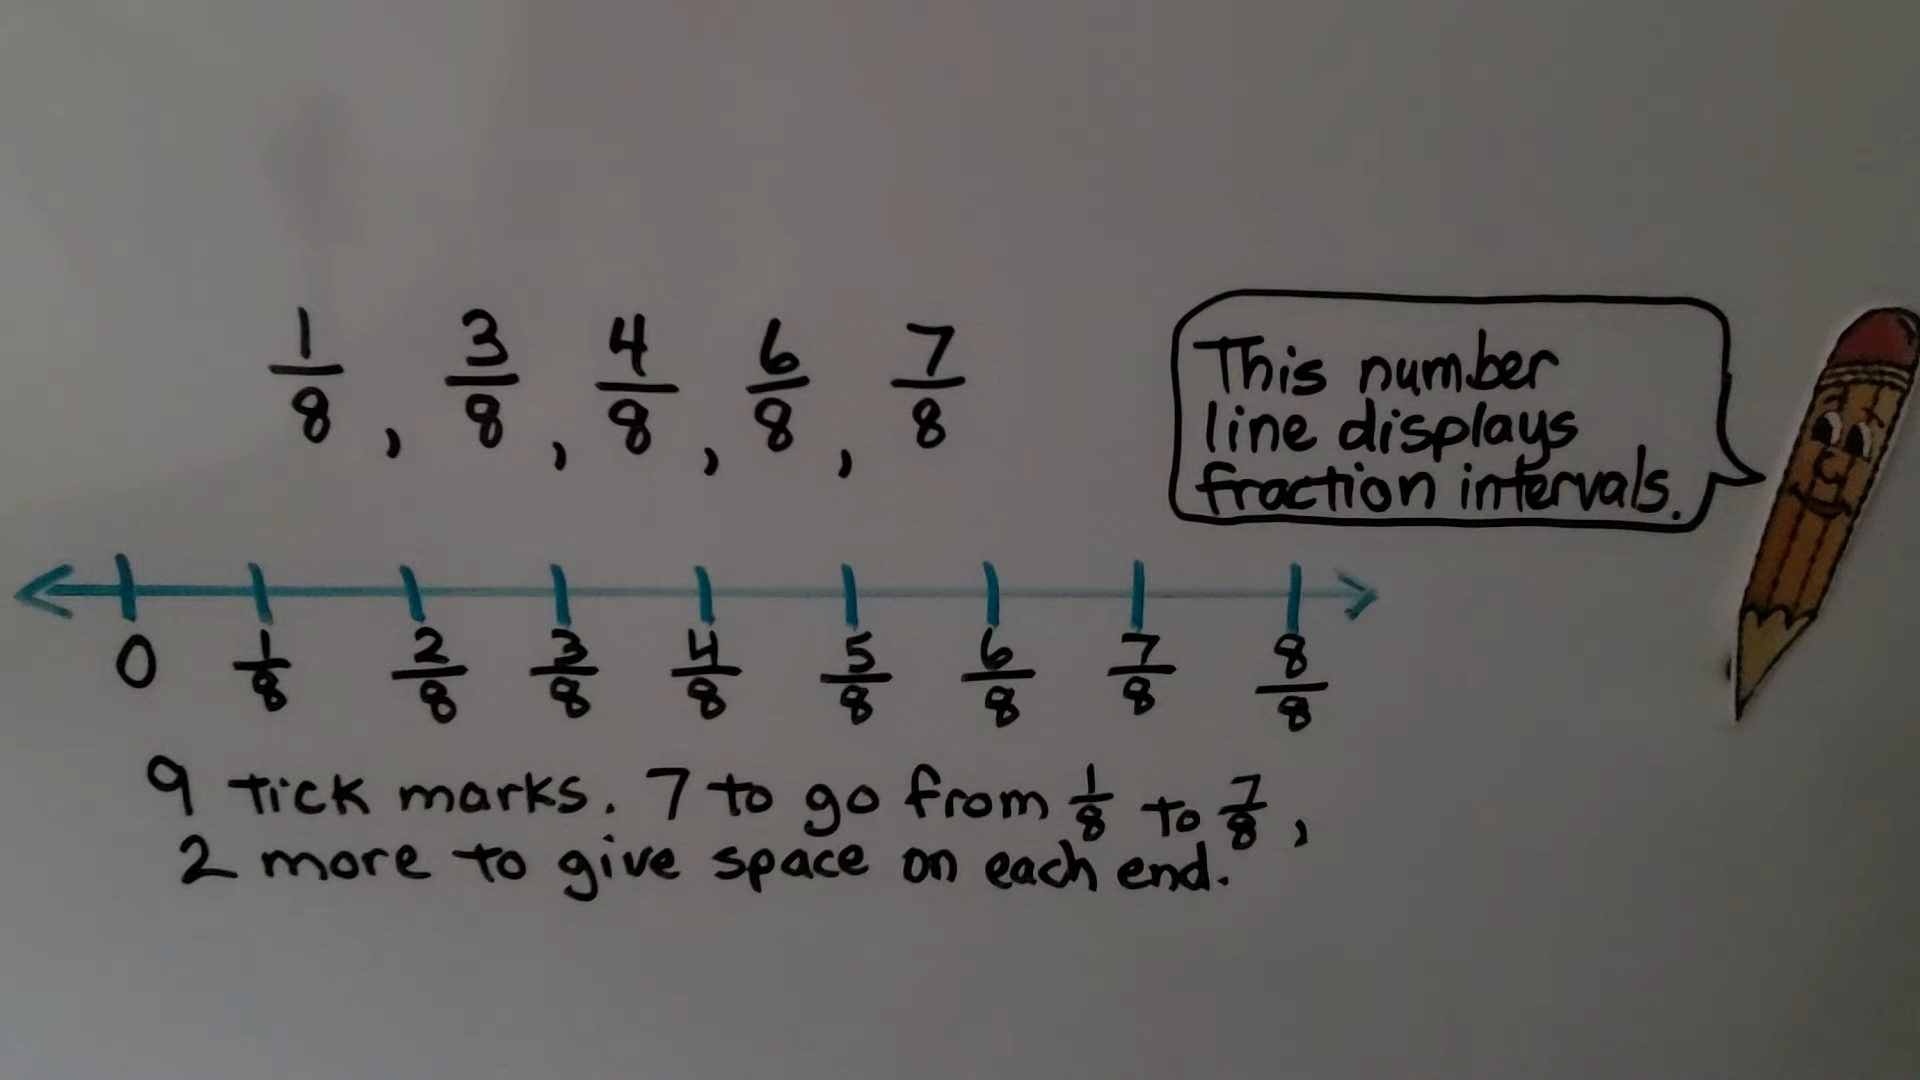 1/8 , 3/8 , 4/8 , 6/8 , 7/8
This number
line displays
fraction intervals.
0 1/8 2/8 3/8 4/8 5/8 6/8 7/8 8/8
9 tick marks. 7 to go from 1/8 to 7/8 ,
2 more to give space on each end.